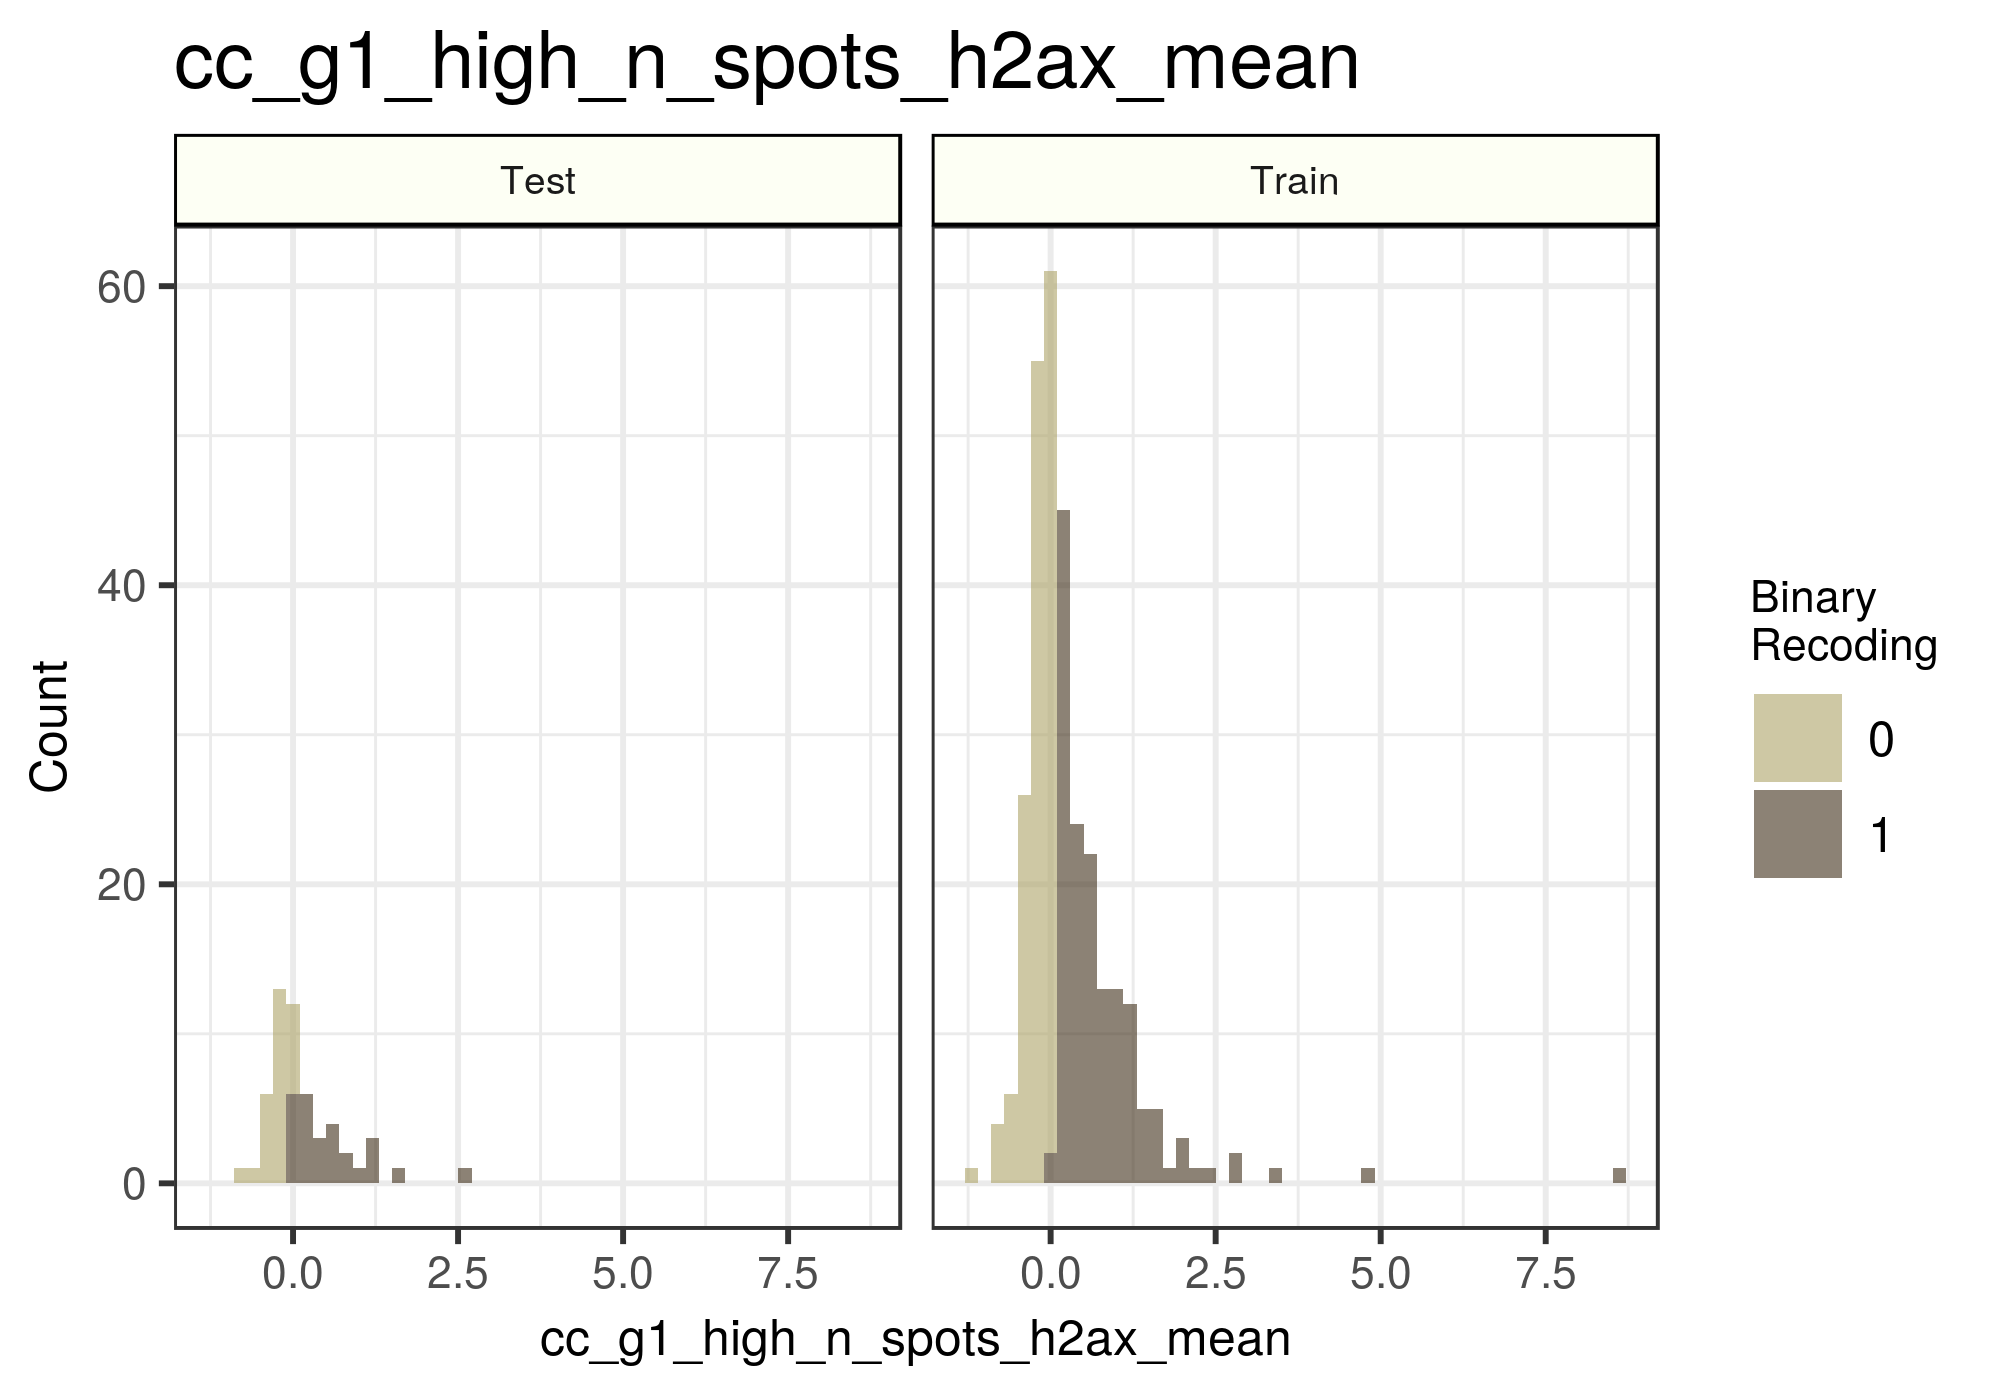 cc_g1_high_n_spots_h2ax_mean
Test
Train
60
40
20
0
Count
0.0 2.5 5.0 7.5
0.0 2.5 5.0 7.5
cc_g1_high_n_spots_h2ax_mean
Binary
Recoding
0
1